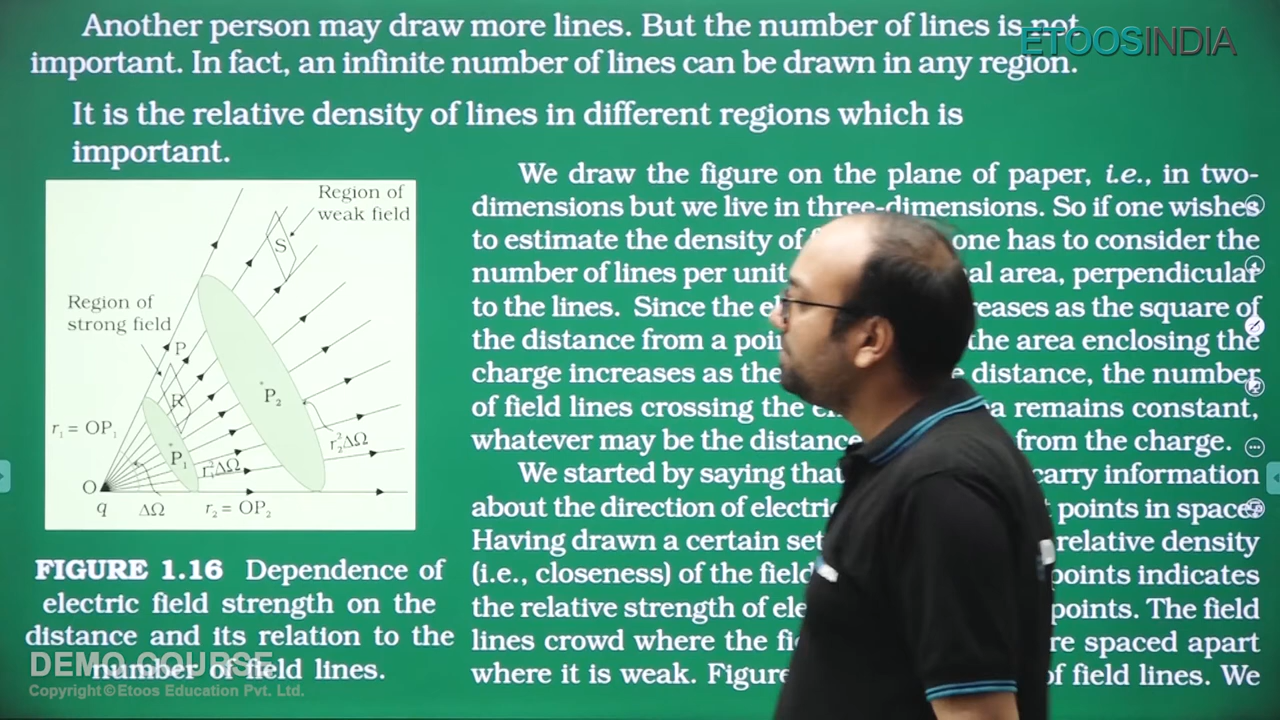 Another person may draw more lines. But the number of lines is not
important. In fact, an infinite number of lines can be drawn in any region.
ETOOSINDIA
It is the relative density of lines in different regions which is
important.
Region of
weak field
S
Region of
strong field
P
R
P₂
r₁ = OP₁
P₁
r₁²ΔΩ
r₂²ΔΩ
O
q
ΔΩ
r₂ = OP₂
FIGURE 1.16 Dependence of
electric field strength on the
distance and its relation to the
number of field lines.
We draw the figure on the plane of paper, i.e., in two-
dimensions but we live in three-dimensions. So if one wishes
to estimate the density of one has to consider the
number of lines per unit area, perpendicular
to the lines. Since the as the square of
the distance from a the area enclosing the
charge increases as the distance, the number
of field lines crossing the remains constant,
whatever may be the distance from the charge.
We started by saying that carry information
about the direction of points in space.
Having drawn a certain set relative density
(i.e., closeness) of the field points indicates
the relative strength of points. The field
lines crowd where the spaced apart
where it is weak. Figure of field lines. We
DEMO COURSE
Copyright © Etoos Education Pvt. Ltd.